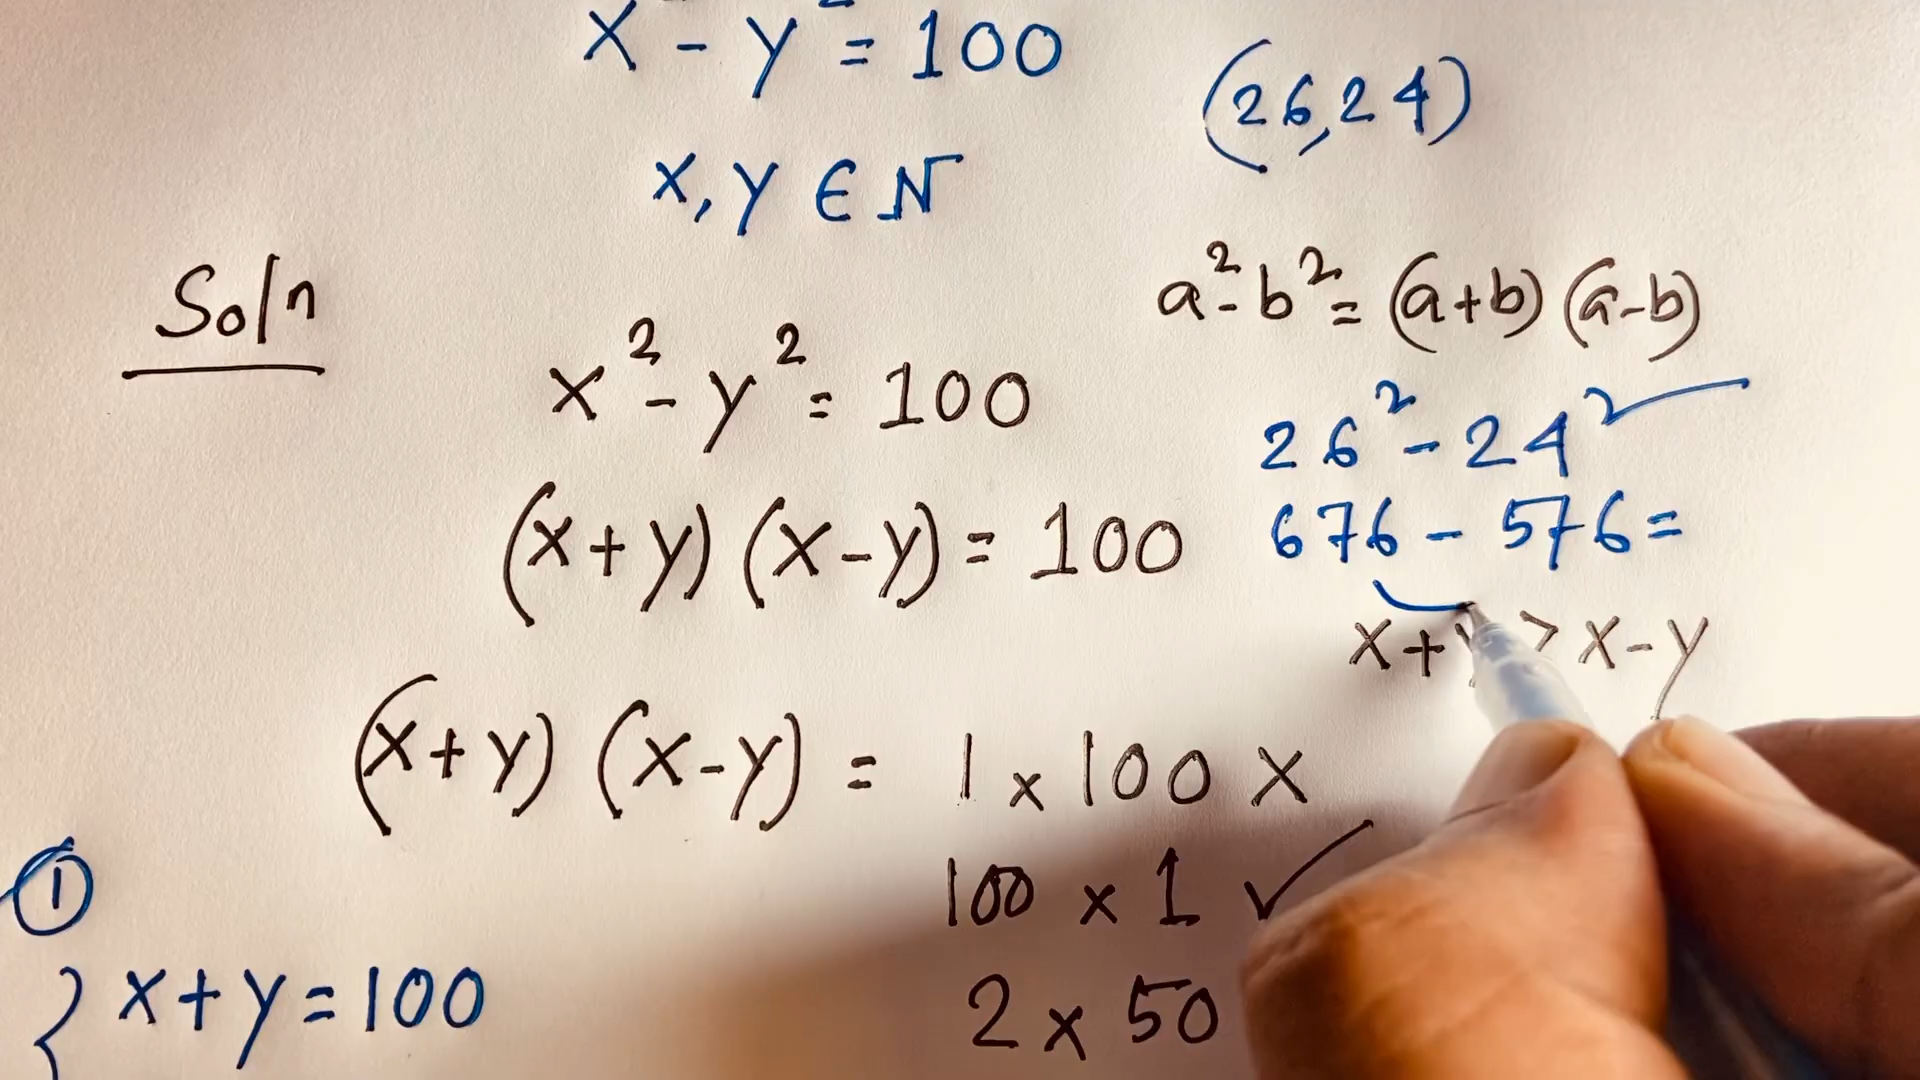 x² - y² = 100
(26,24)
x, y ∈ N
Soln
a² - b² = (a+b) (a-b)
x² - y² = 100
26² - 24² ✓
(x+y) (x-y) = 100
676 - 576 =
x+y > x-y
(x+y) (x-y) = 1 x 100 X
100 x 1 ✓
2 x 50
①
{ x+y = 100